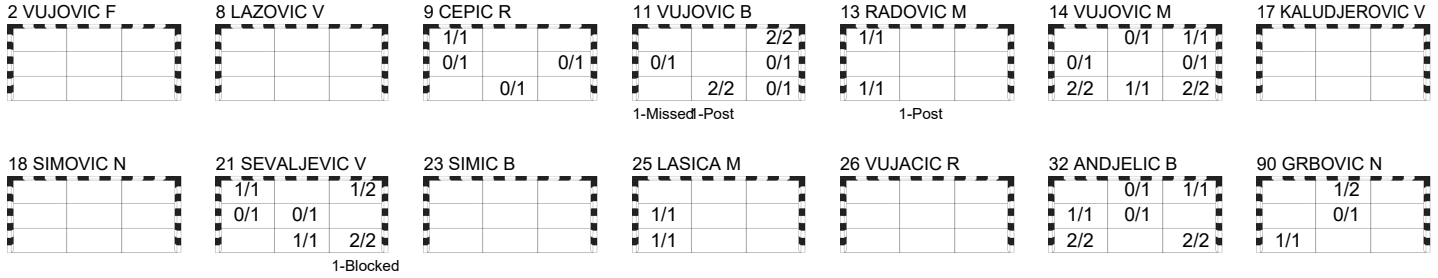 2 VUJOVIC F 8 LAZOVIC V 9 CEPIC R 11 VUJOVIC B 13 RADOVIC M 14 VUJOVIC M 17 KALUDJEROVIC V
1/1 2/2 1/1 0/1 1/1
0/1 0/1 0/1 0/1 0/1 0/1
0/1 2/2 0/1 1/1 2/2 1/1 2/2
1-Missed 1-Post 1-Post
18 SIMOVIC N 21 SEVALJEVIC V 23 SIMIC B 25 LASICA M 26 VUJACIC R 32 ANDJELIC B 90 GRBOVIC N
1/1 1/2 0/1 1/1 1/2
0/1 0/1 1/1 1/1 0/1 0/1
1/1 2/2 1/1 2/2 2/2 1/1
1-Blocked